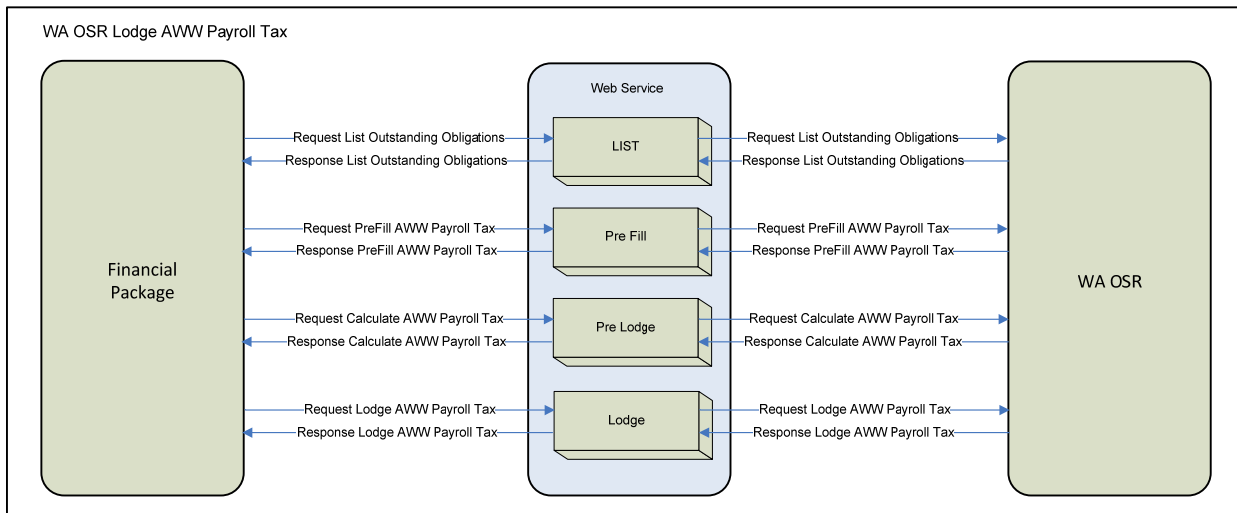 WA OSR Lodge AWW Payroll Tax
Web Service
Financial
Package
WA OSR
Request List Outstanding Obligations
LIST
Request List Outstanding Obligations
Response List Outstanding Obligations
Response List Outstanding Obligations
Request PreFill AWW Payroll Tax
Pre Fill
Request PreFill AWW Payroll Tax
Response PreFill AWW Payroll Tax
Response PreFill AWW Payroll Tax
Request Calculate AWW Payroll Tax
Pre Lodge
Request Calculate AWW Payroll Tax
Response Calculate AWW Payroll Tax
Response Calculate AWW Payroll Tax
Request Lodge AWW Payroll Tax
Lodge
Request Lodge AWW Payroll Tax
Response Lodge AWW Payroll Tax
Response Lodge AWW Payroll Tax